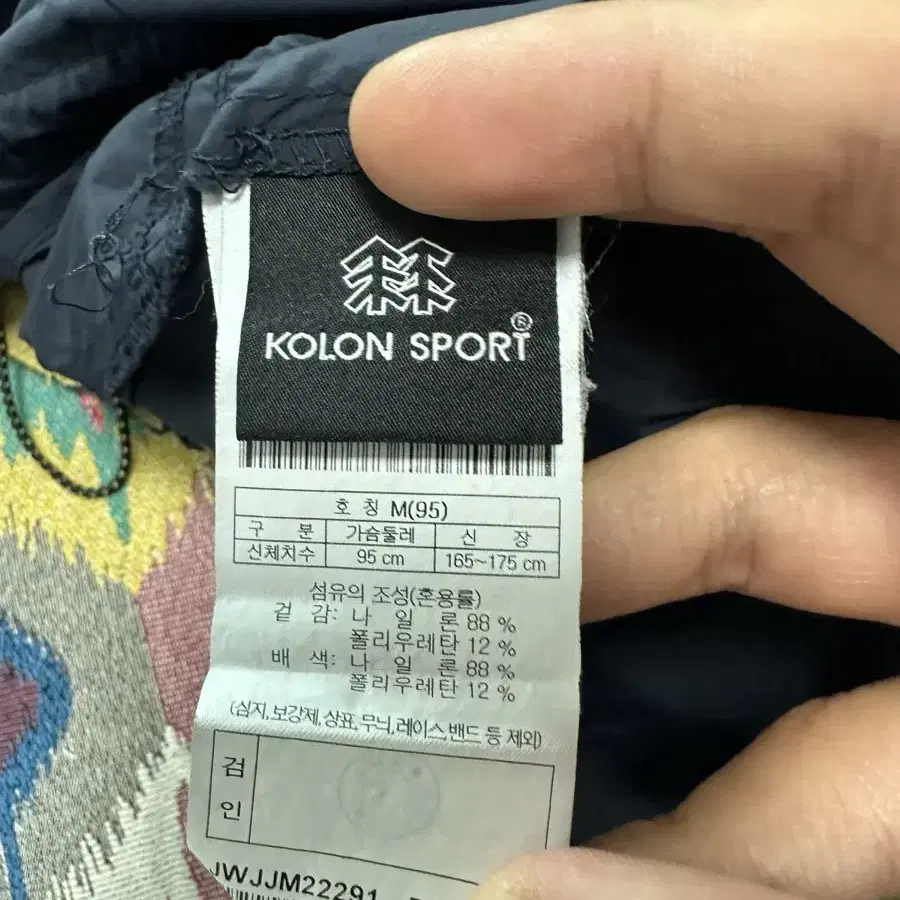 KOLON SPORT®
호 칭 M(95)
구 분 가슴둘레 신 장
신체치수 95 cm 165~175 cm
섬유의 조성(혼용률)
겉 감: 나 일 론 88 %
폴리우레탄 12 %
배 색: 나 일 론 88 %
폴리우레탄 12 %
(심지,보강제,상표,무늬,레이스,밴드 등 제외)
검
인
JWJJM22291